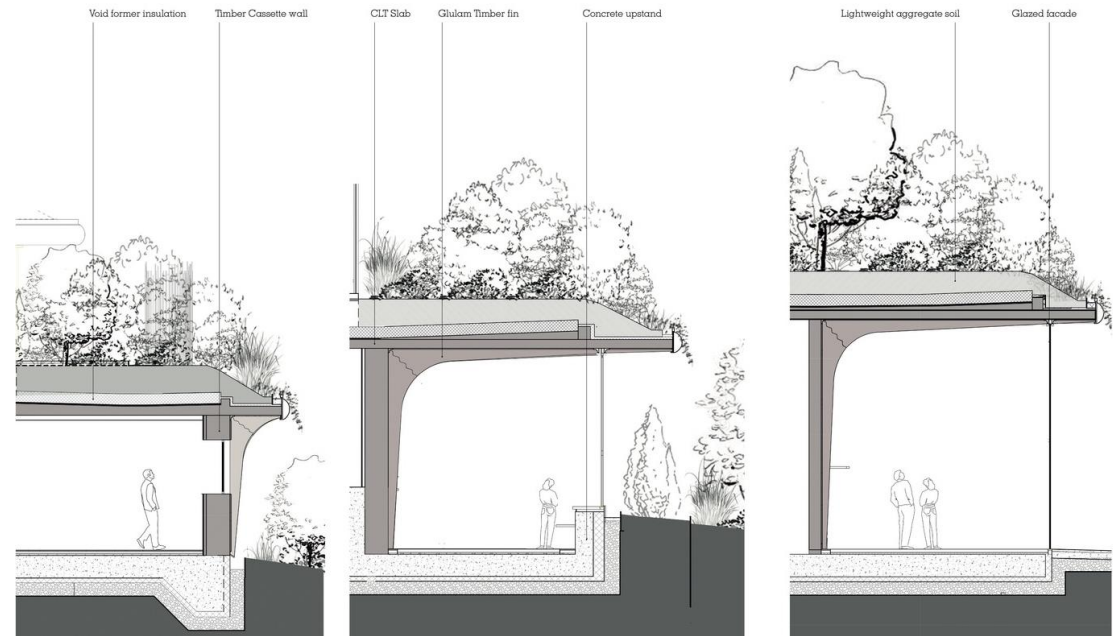 Void former insulation
Timber Cassette wall
CLT Slab
Glulam Timber fin
Concrete upstand
Lightweight aggregate soil
Glazed facade